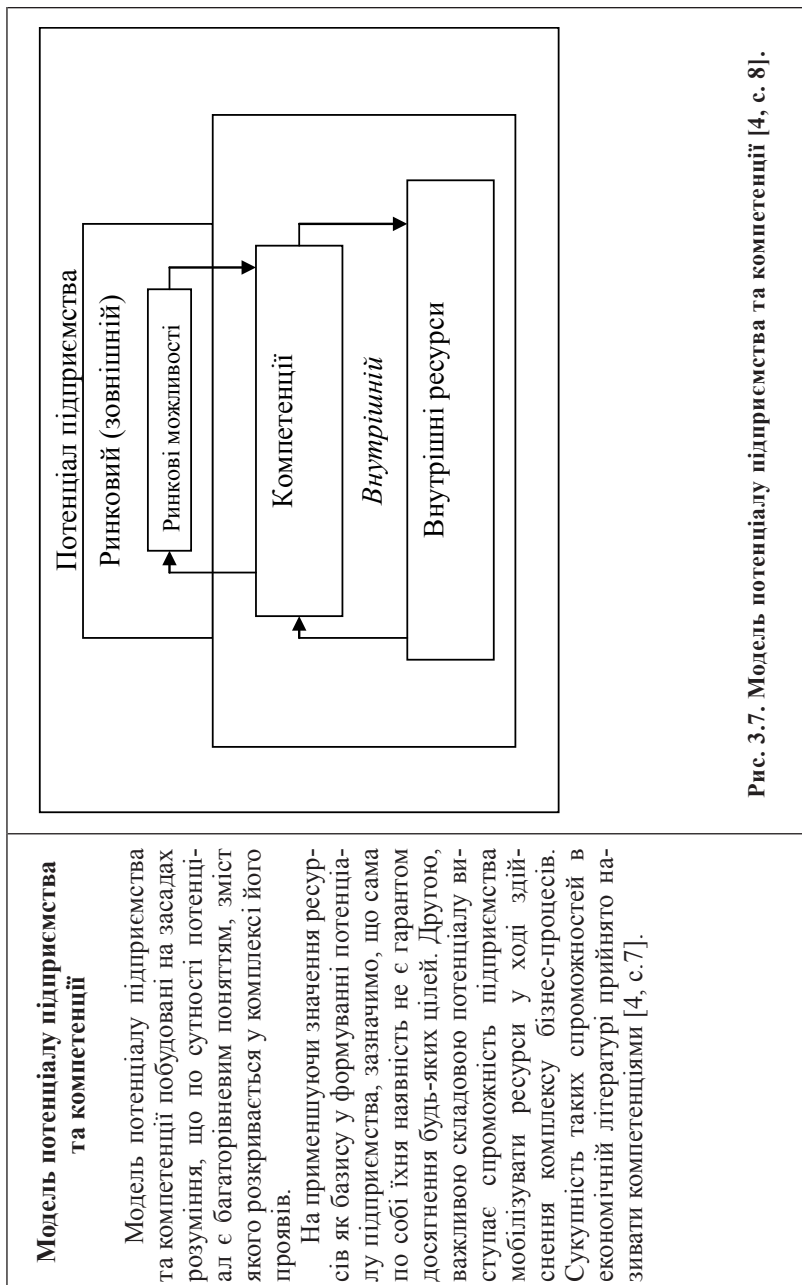 Модель потенціалу підприємства
та компетенції
Модель потенціалу підприємства
та компетенції побудовані на засадах
розуміння, що по сутності потенці-
ал є багаторівневим поняттям, зміст
якого розкривається у комплексі його
проявів.
На применшуючи значення ресур-
сів як базису у формуванні потенціа-
лу підприємства, зазначимо, що сама
по собі їхня наявність не є гарантом
досягнення будь-яких цілей. Другою,
важливою складовою потенціалу ви-
ступає спроможність підприємства
мобілізувати ресурси у ході здій-
снення комплексу бізнес-процесів.
Сукупність таких спроможностей в
економічній літературі прийнято на-
зивати компетенціями [4, с.7].
Потенціал підприємства
Ринковий (зовнішній)
Ринкові можливості
Компетенції
Внутрішній
Внутрішні ресурси
Рис. 3.7. Модель потенціалу підприємства та компетенції [4, с. 8].